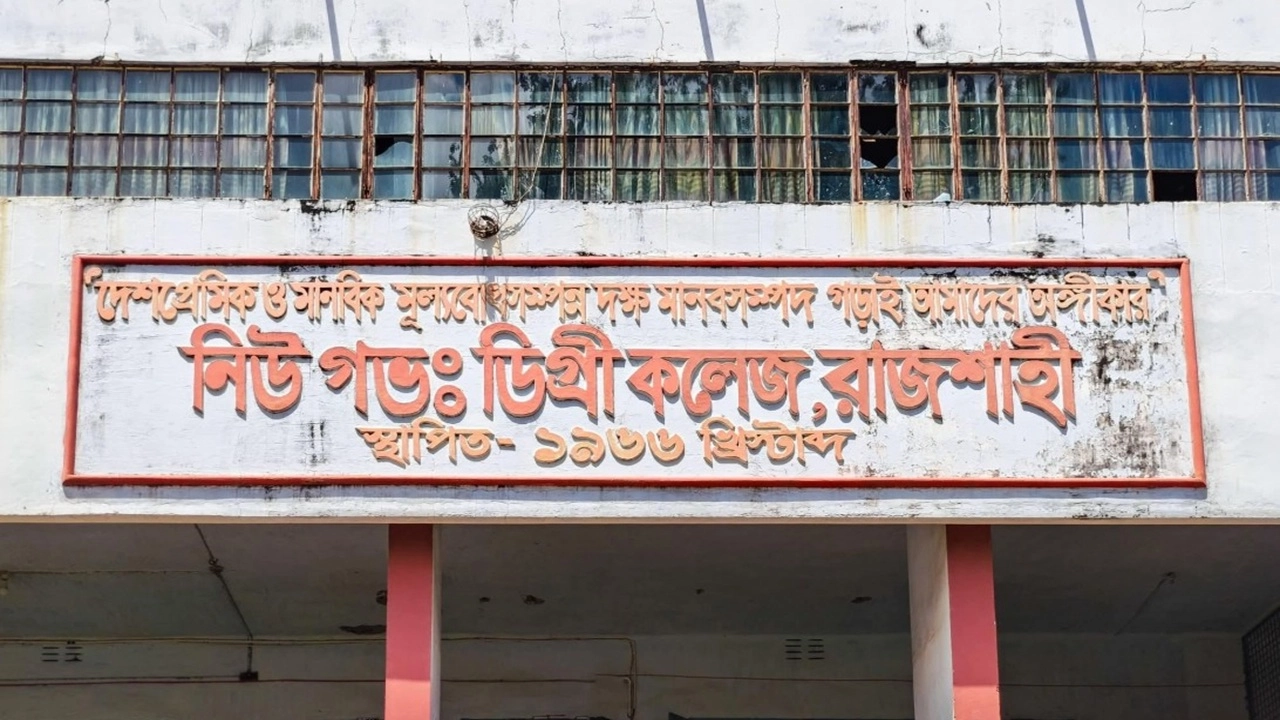 ‘দেশপ্রেমিক ও মানবিক মূল্যবোধসম্পন্ন দক্ষ মানবসম্পদ গড়াই আমাদের অঙ্গীকার’
নিউ গভঃ ডিগ্রী কলেজ, রাজশাহী
স্থাপিত- ১৯৬৬ খ্রিস্টাব্দ